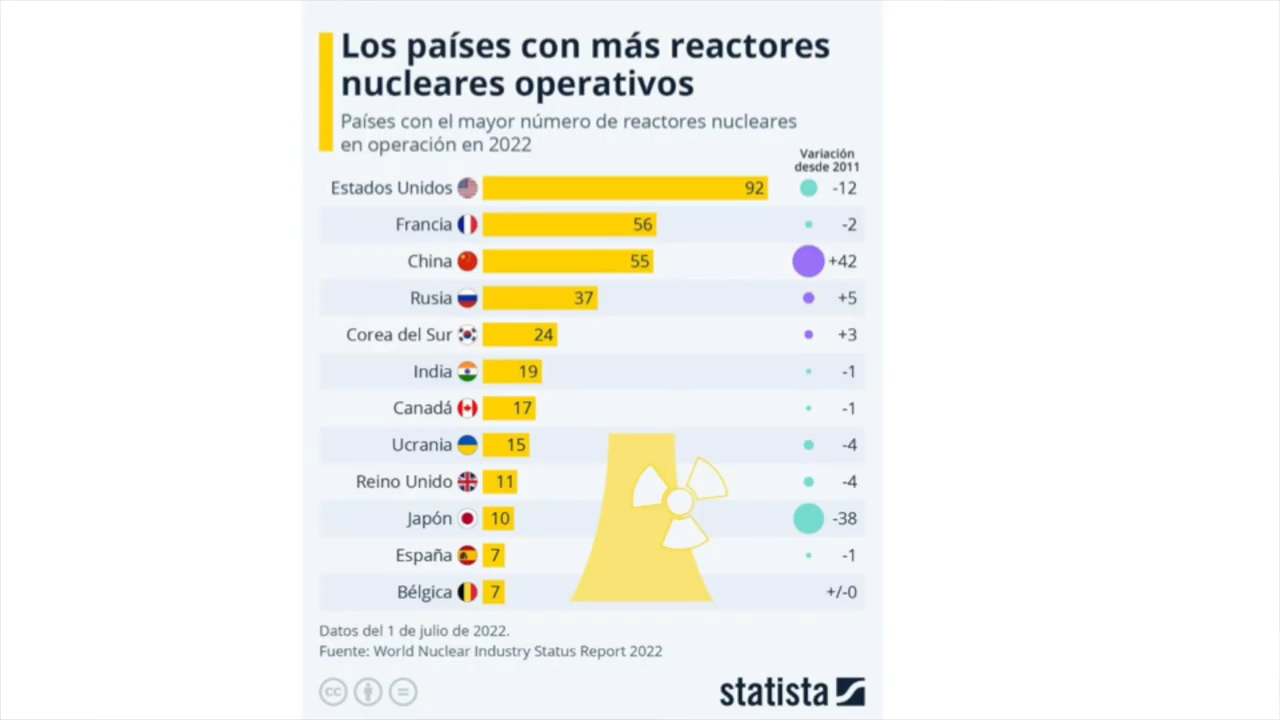 Los países con más reactores
nucleares operativos
Países con el mayor número de reactores nucleares
en operación en 2022
Variación
desde 2011
Estados Unidos 92 -12
Francia 56 -2
China 55 +42
Rusia 37 +5
Corea del Sur 24 +3
India 19 -1
Canadá 17 -1
Ucrania 15 -4
Reino Unido 11 -4
Japón 10 -38
España 7 -1
Bélgica 7 +/-0
Datos del 1 de julio de 2022.
Fuente: World Nuclear Industry Status Report 2022
cc
statista